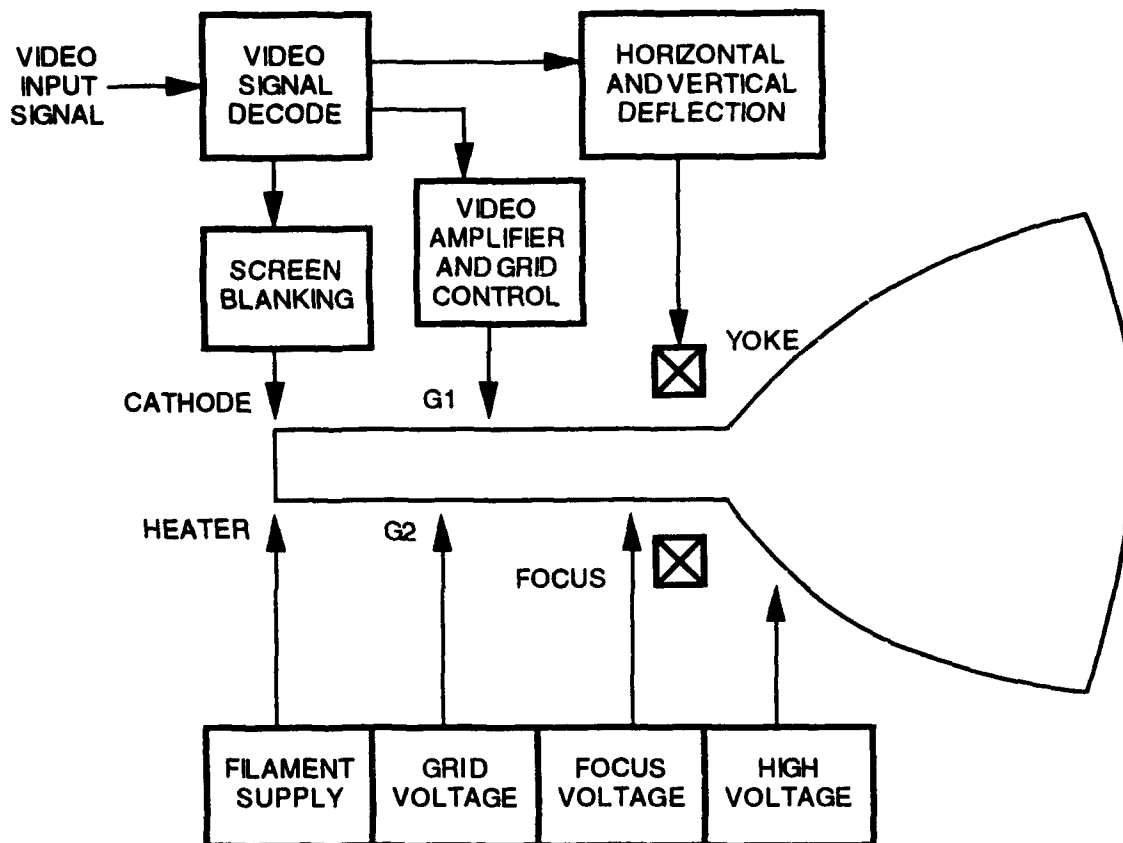 VIDEO
INPUT
SIGNAL
VIDEO
SIGNAL
DECODE
HORIZONTAL
AND VERTICAL
DEFLECTION
VIDEO
AMPLIFIER
AND GRID
CONTROL
SCREEN
BLANKING
YOKE
CATHODE
G1
HEATER
G2
FOCUS
FILAMENT
SUPPLY
GRID
VOLTAGE
FOCUS
VOLTAGE
HIGH
VOLTAGE